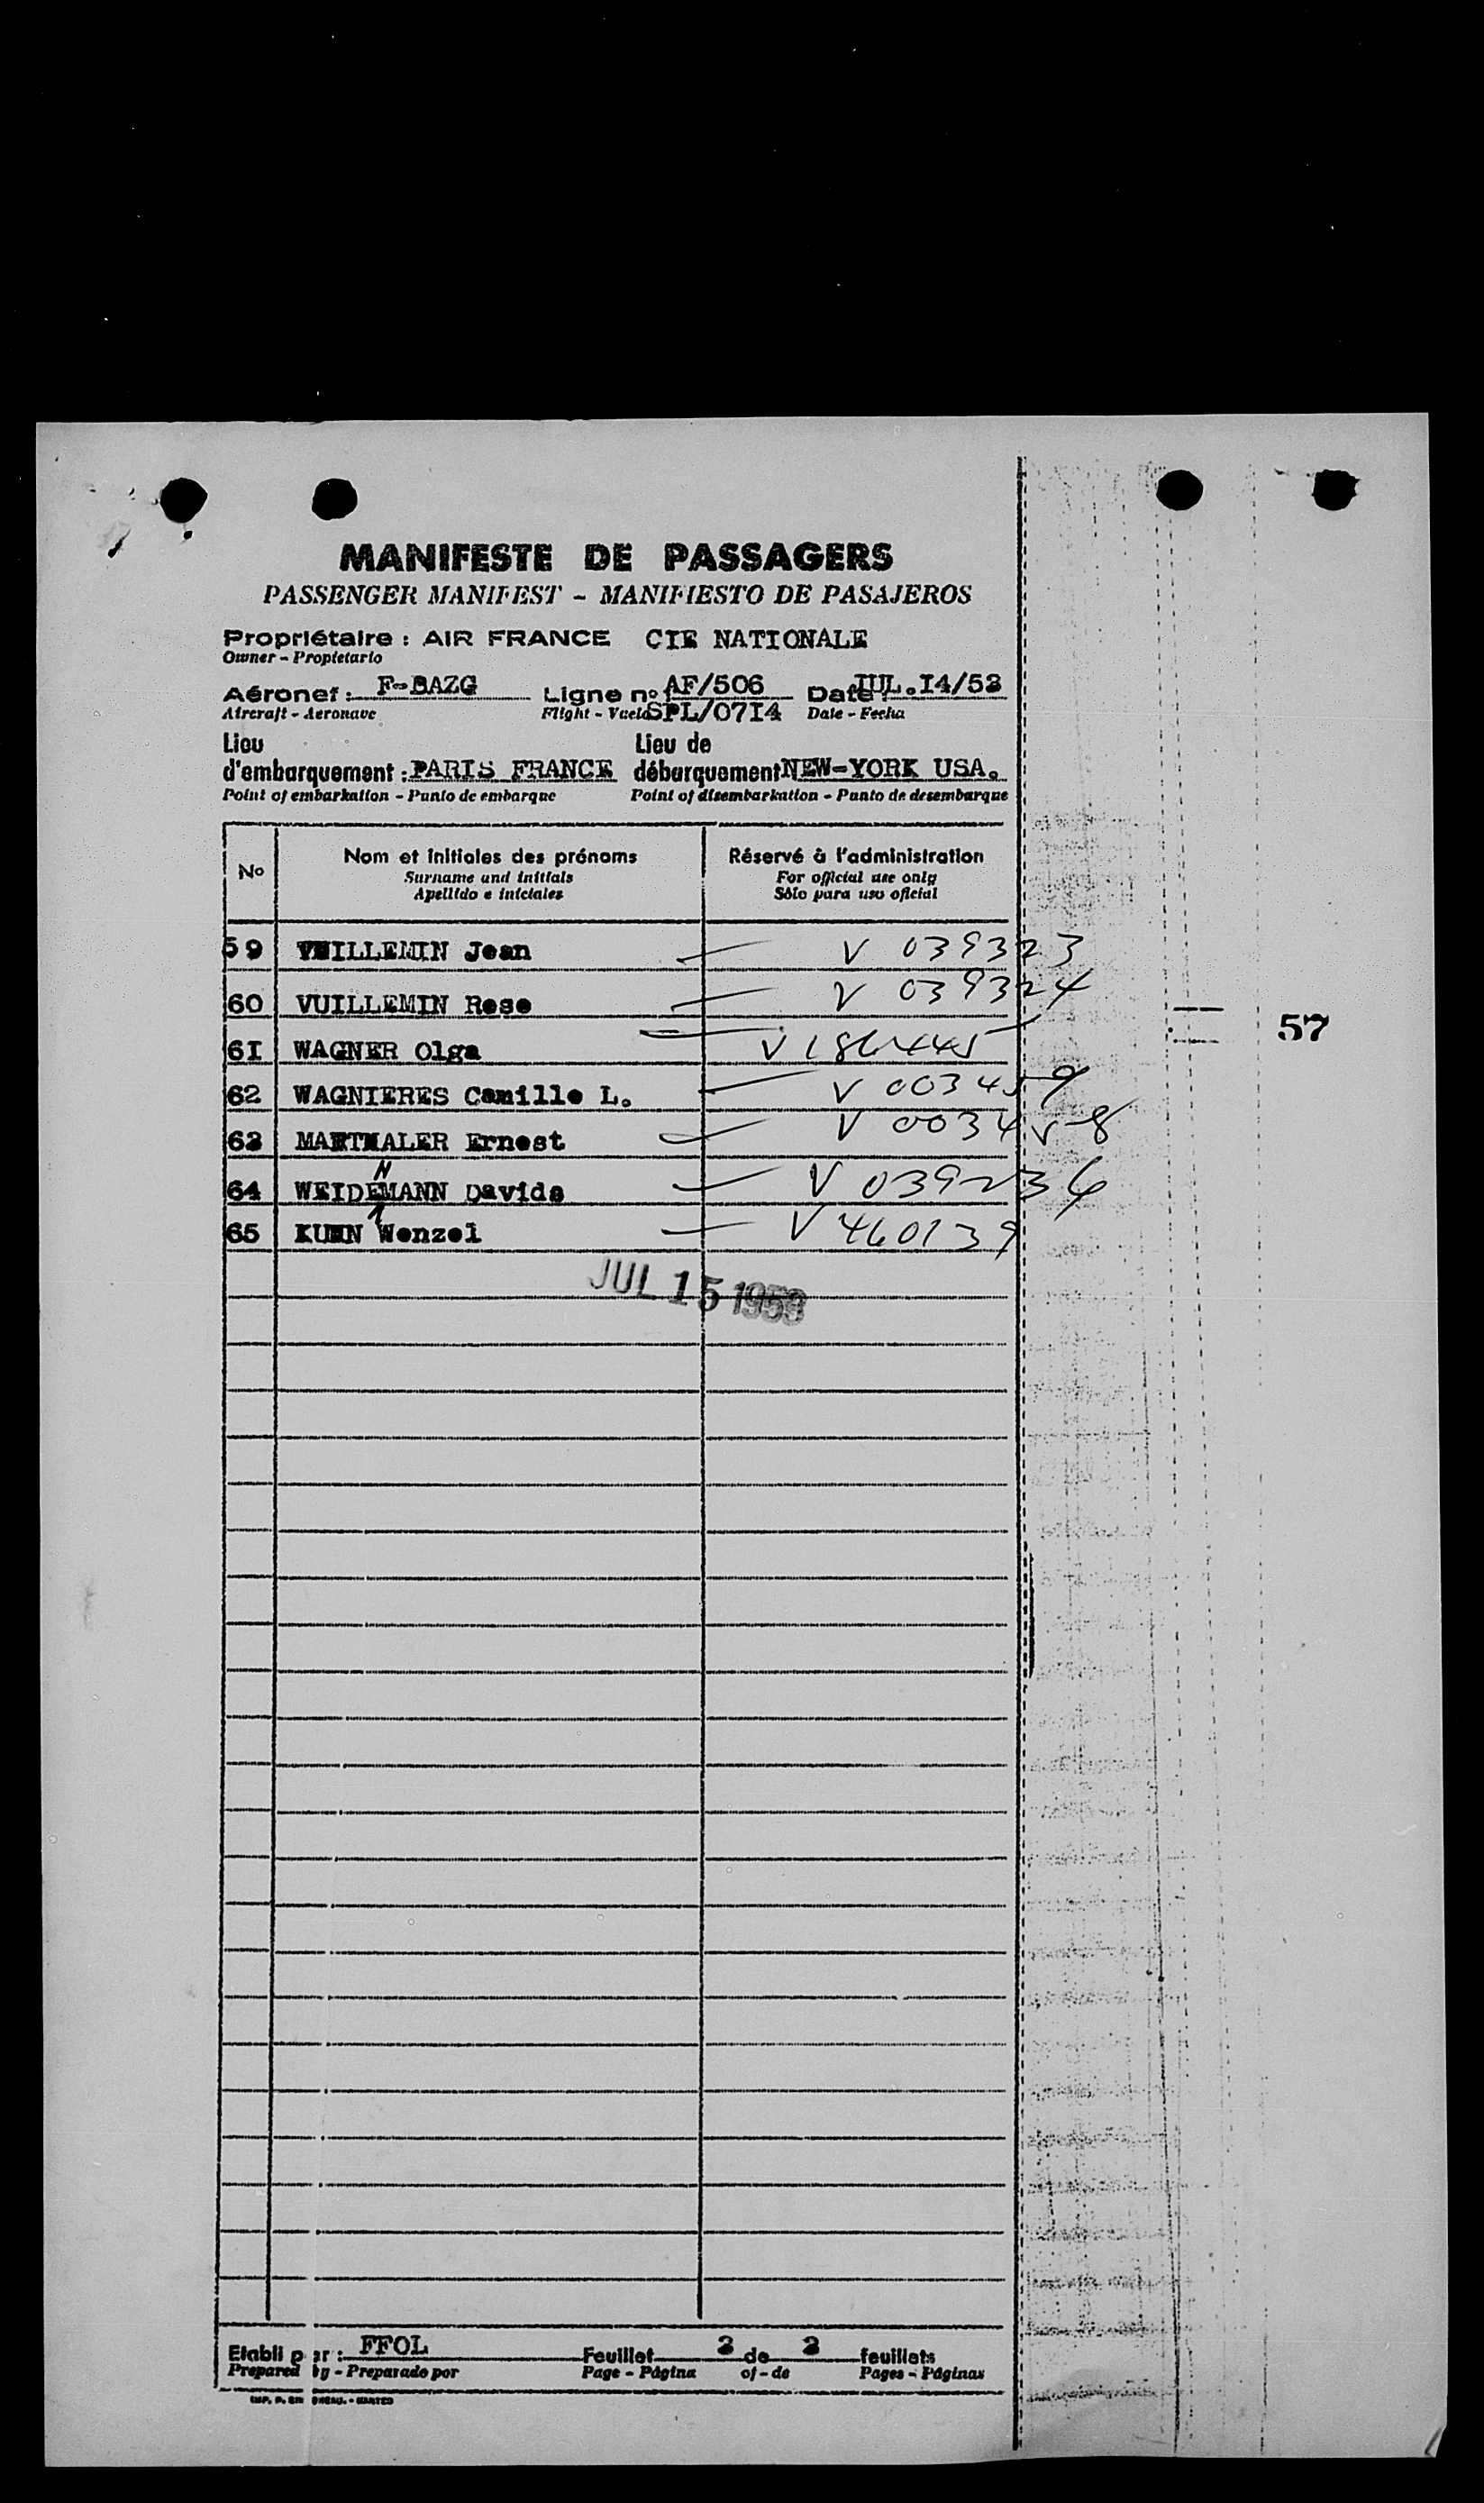 MANIFESTE DE PASSAGERS
PASSENGER MANIFEST - MANIFIESTO DE PASAJEROS
Propriétaire : AIR FRANCE CIE NATIONALE
Owner - Propietario
Aéronef : F-BAZG Ligne no AF/506 Date JUL.I4/53
Aircraft - Aeronave Flight - Vuelo SPL/07I4 Date - Fecha
Lieu Lieu de
d'embarquement : PARIS FRANCE débarquement NEW-YORK USA.
Point of embarkation - Punto de embarque Point of disembarkation - Punto de desembarque
No Nom et initiales des prénoms Réservé à l'administration
Surname and initials For official use only
Apellido e iniciales Sólo para uso oficial
59 VUILLEMIN Jean V 039323
60 VUILLEMIN Rose V 039324
57
6I WAGNER Olga V 186445
62 WAGNIERES Camille L. V 003459
63 MARTHALER Ernest V 003458
N
64 WEIDEMANN Davids V 039236
65 KUHN Wenzel V 460139
JUL 15 1953
Etabli par : FFOL Feuillet 3 de 3 feuillets
Prepared by - Preparado por Page - Página of - de Pages - Páginas